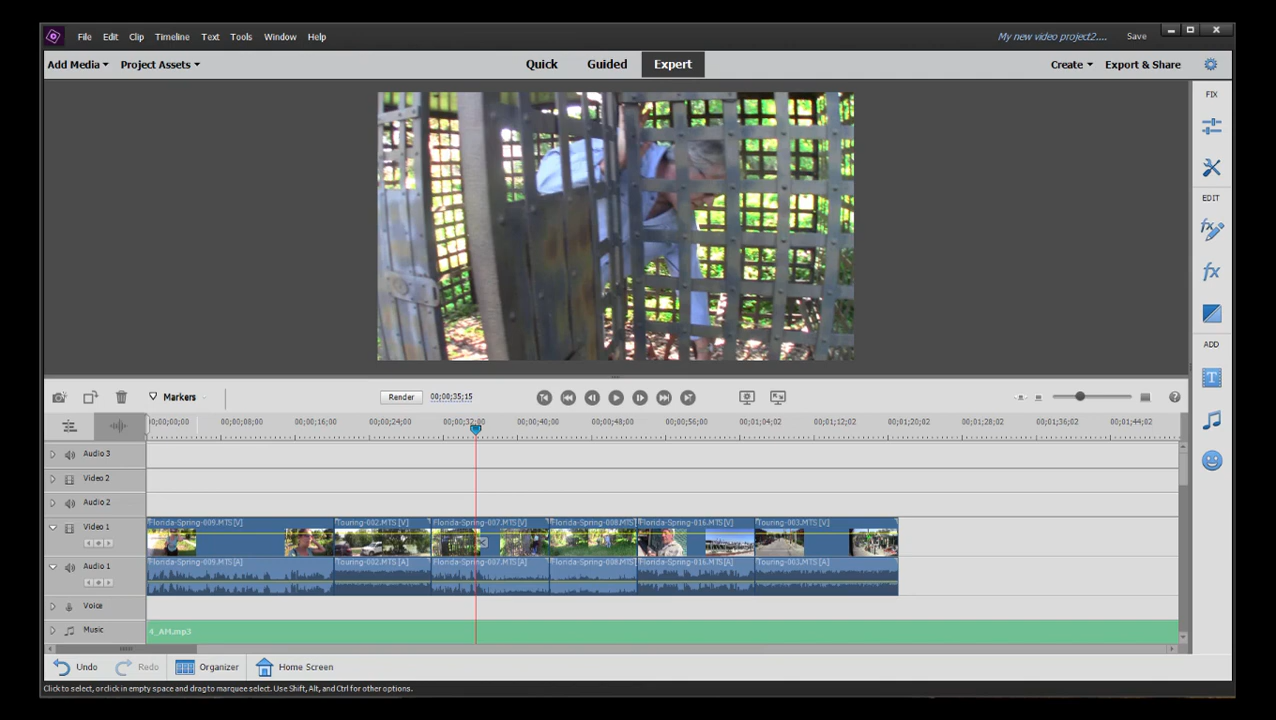 File Edit Clip Timeline Text Tools Window Help My new video project2.... Save
Add Media Project Assets Quick Guided Expert Create Export & Share
FIX
EDIT
ADD
Markers Render 00;00;35;15
00;00;00;00 00;00;08;00 00;00;16;00 00;00;24;00 00;00;32;00 00;00;40;00 00;00;48;00 00;00;56;00 00;01;04;02 00;01;12;02 00;01;20;02 00;01;28;02 00;01;36;02 00;01;44;02
Audio 3
Video 2
Audio 2
Video 1 Florida-Spring-009.MTS [V] Touring-002.MTS [V] Florida-Spring-007.MTS [V] Florida-Spring-008.MTS Florida-Spring-016.MTS [V] Touring-003.MTS [V]
Audio 1 Florida-Spring-009.MTS [A] Touring-002.MTS [A] Florida-Spring-007.MTS [A] Florida-Spring-008.MTS Florida-Spring-016.MTS [A] Touring-003.MTS [A]
Voice
Music 4_AM.mp3
Undo Redo Organizer Home Screen
Click to select, or click in empty space and drag to marquee select. Use Shift, Alt, and Ctrl for other options.